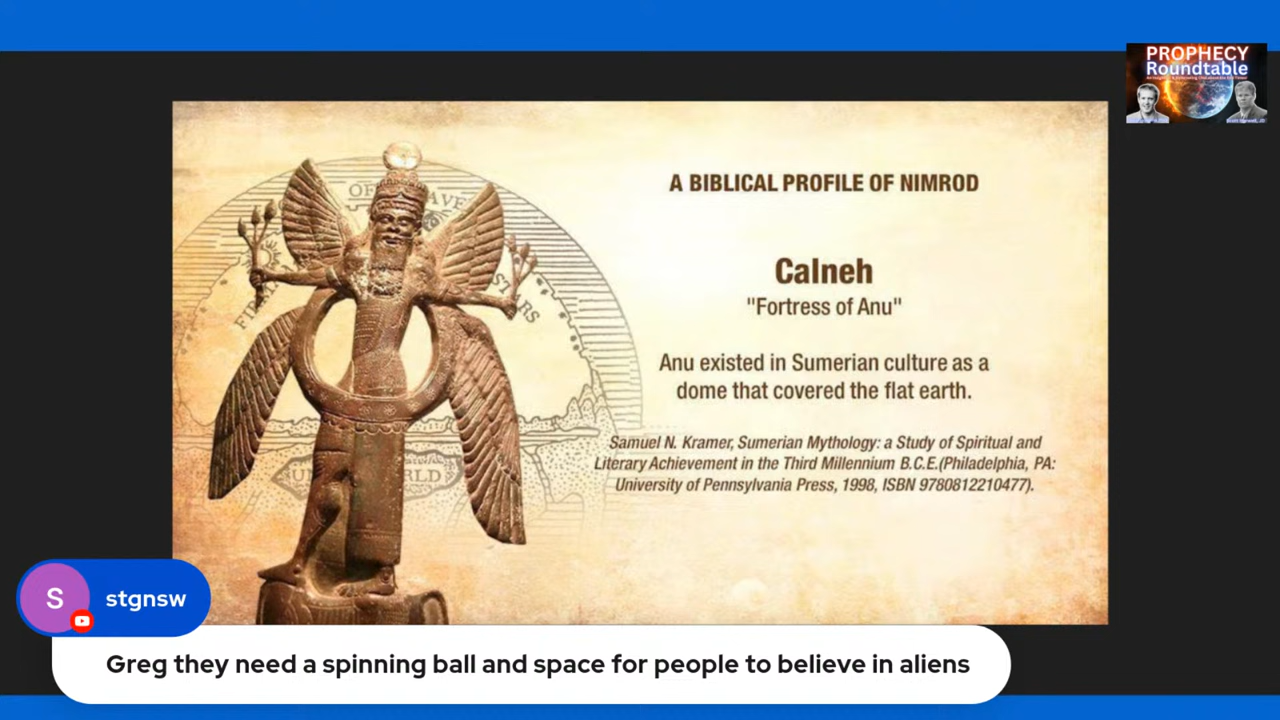 PROPHECY
Roundtable
A BIBLICAL PROFILE OF NIMROD
Calneh
"Fortress of Anu"
Anu existed in Sumerian culture as a
dome that covered the flat earth.
Samuel N. Kramer, Sumerian Mythology: a Study of Spiritual and
Literary Achievement in the Third Millennium B.C.E.(Philadelphia, PA:
University of Pennsylvania Press, 1998, ISBN 9780812210477).
STARS
S
stgnsw
Greg they need a spinning ball and space for people to believe in aliens